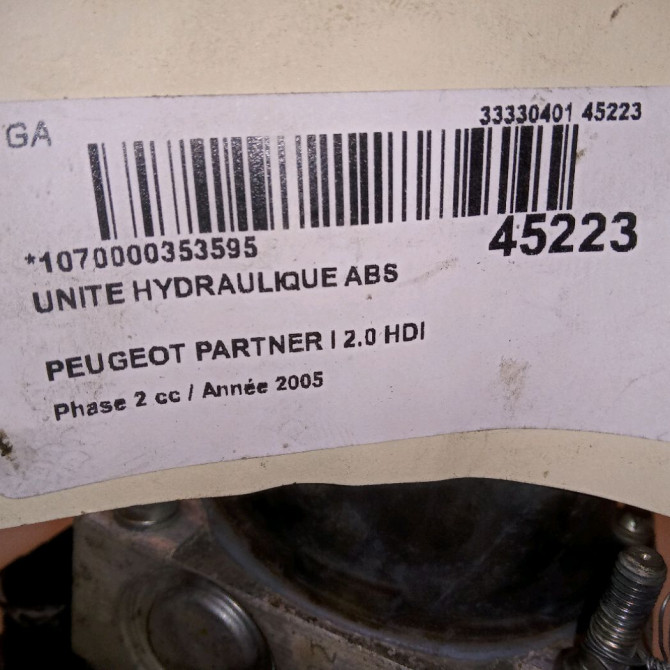 33330401 45223
GA
*1070000353595
45223
UNITE HYDRAULIQUE ABS
PEUGEOT PARTNER I 2.0 HDI
Phase 2 cc / Année 2005